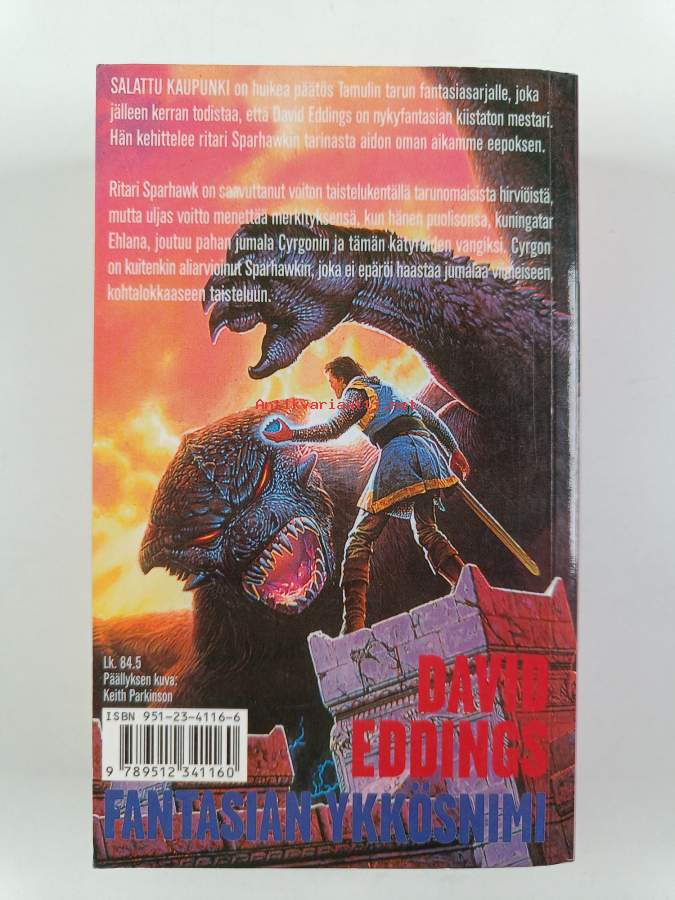 SALATTU KAUPUNKI on huikea päätös Tamulin tarun fantasiasarjalle, joka
jälleen kerran todistaa, että David Eddings on nykyfantasian kiistaton mestari.
Hän kehittelee ritari Sparhawkin tarinasta aidon oman aikamme eepoksen.
Ritari Sparhawk on saavuttanut voiton taistelukentällä tarunomaisista hirviöistä,
mutta uljas voitto menettää merkityksensä, kun hänen puolisonsa, kuningatar
Ehlana, joutuu pahan jumala Cyrgonin ja tämän kätyreiden vangiksi. Cyrgon
on kuitenkin aliarvioinut Sparhawkin, joka ei epäröi haastaa jumalaa viimeiseen,
kohtalokkaaseen taisteluun.
Antikvariaatti.net
Lk. 84.5
Päällyksen kuva:
Keith Parkinson
ISBN 951-23-4116-6
9 789512 341160
DAVID
EDDINGS
FANTASIAN YKKÖSNIMI